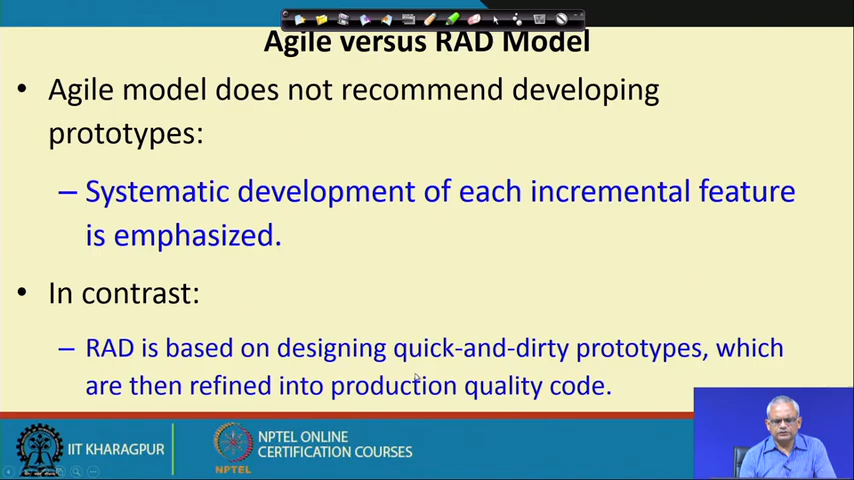 Agile versus RAD Model
• Agile model does not recommend developing
prototypes:
– Systematic development of each incremental feature
is emphasized.
• In contrast:
– RAD is based on designing quick-and-dirty prototypes, which
are then refined into production quality code.
IIT KHARAGPUR
NPTEL
NPTEL ONLINE
CERTIFICATION COURSES